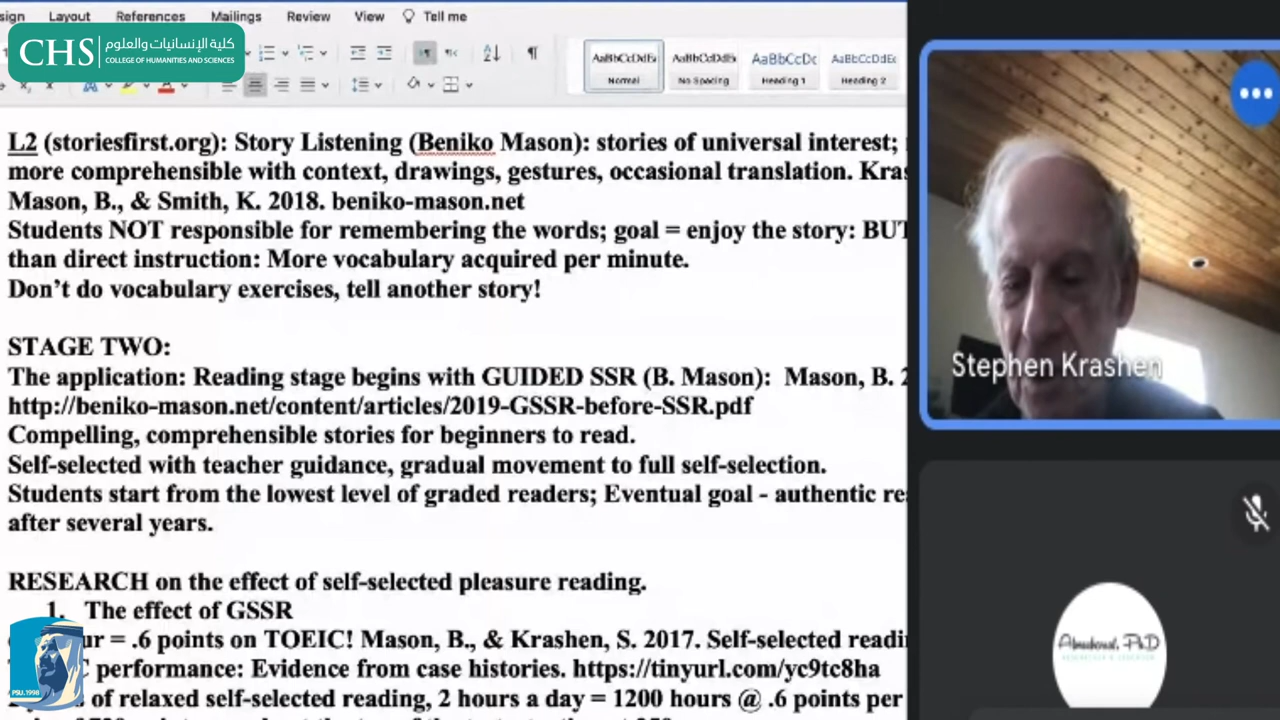 sign Layout References Mailings Review View Tell me
CHS كلية الإنسانيات والعلوم
COLLEGE OF HUMANITIES AND SCIENCES
AaBbCcDdEe AaBbCcDdEe AaBbCcDc AaBbCcDdEe
Normal No Spacing Heading 1 Heading 2
L2 (storiesfirst.org): Story Listening (Beniko Mason): stories of universal interest;
more comprehensible with context, drawings, gestures, occasional translation. Kras
Mason, B., & Smith, K. 2018. beniko-mason.net
Students NOT responsible for remembering the words; goal = enjoy the story: BUT
than direct instruction: More vocabulary acquired per minute.
Don't do vocabulary exercises, tell another story!
STAGE TWO:
The application: Reading stage begins with GUIDED SSR (B. Mason): Mason, B. 2
http://beniko-mason.net/content/articles/2019-GSSR-before-SSR.pdf
Compelling, comprehensible stories for beginners to read.
Self-selected with teacher guidance, gradual movement to full self-selection.
Students start from the lowest level of graded readers; Eventual goal - authentic rea
after several years.
RESEARCH on the effect of self-selected pleasure reading.
1. The effect of GSSR
ur = .6 points on TOEIC! Mason, B., & Krashen, S. 2017. Self-selected readi
C performance: Evidence from case histories. https://tinyurl.com/yc9tc8ha
of relaxed self-selected reading, 2 hours a day = 1200 hours @ .6 points per
PSU.1998
Stephen Krashen